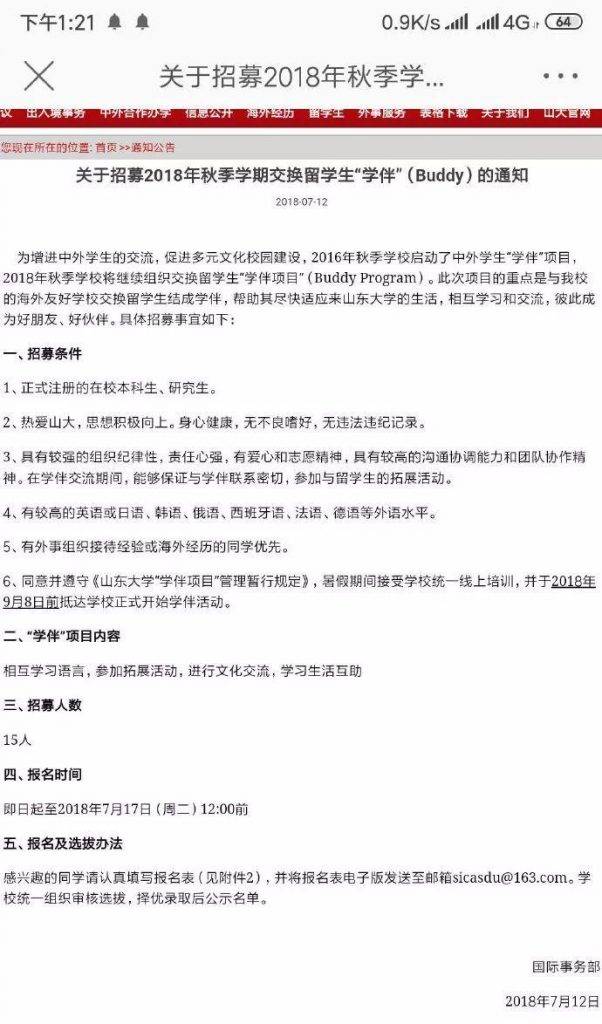 下午1:21
0.9K/s
4G
64
关于招募2018年秋季学...
议 出入境事务 中外合作办学 信息公开 海外经历 留学生 外事服务 表格下载 关于我们 山大官网
您现在所在的位置: 首页>>通知公告
关于招募2018年秋季学期交换留学生“学伴”（Buddy）的通知
2018-07-12
为增进中外学生的交流，促进多元文化校园建设，2016年秋季学校启动了中外学生“学伴”项目，
2018年秋季学校将继续组织交换留学生“学伴项目”（Buddy Program）。此次项目的重点是与我校
的海外友好学校交换留学生结成学伴，帮助其尽快适应来山东大学的生活，相互学习和交流，彼此成
为好朋友、好伙伴。具体招募事宜如下：
一、招募条件
1、正式注册的在校本科生、研究生。
2、热爱山大，思想积极向上。身心健康，无不良嗜好，无违法违纪记录。
3、具有较强的组织纪律性，责任心强，有爱心和志愿精神，具有较高的沟通协调能力和团队协作精
神。在学伴交流期间，能够保证与学伴联系密切，参加与留学生的拓展活动。
4、有较高的英语或日语、韩语、俄语、西班牙语、法语、德语等外语水平。
5、有外事组织接待经验或海外经历的同学优先。
6、同意并遵守《山东大学“学伴项目”管理暂行规定》，暑假期间接受学校统一线上培训，并于2018年
9月8日前抵达学校正式开始学伴活动。
二、“学伴”项目内容
相互学习语言，参加拓展活动，进行文化交流，学习生活互助
三、招募人数
15人
四、报名时间
即日起至2018年7月17日（周二）12:00前
五、报名及选拔办法
感兴趣的同学请认真填写报名表（见附件2），并将报名表电子版发送至邮箱sicasdu@163.com。学
校统一组织审核选拔，择优录取后公示名单。
国际事务部
2018年7月12日